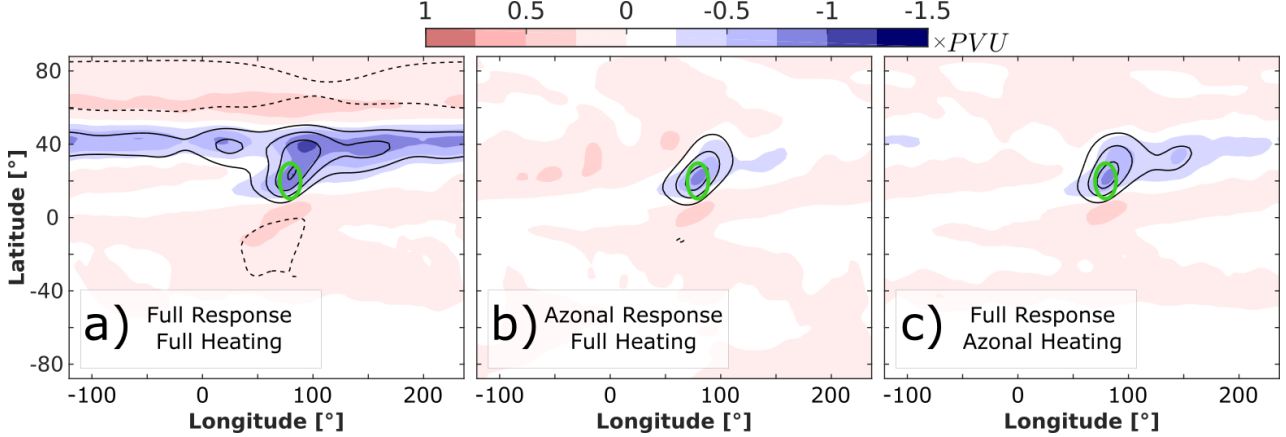 1 0.5 0 -0.5 -1 -1.5
×PVU
Latitude [°]
80
40
0
-40
-80
a) Full Response
Full Heating
b) Azonal Response
Full Heating
c) Full Response
Azonal Heating
-100 0 100 200
-100 0 100 200
-100 0 100 200
Longitude [°]
Longitude [°]
Longitude [°]